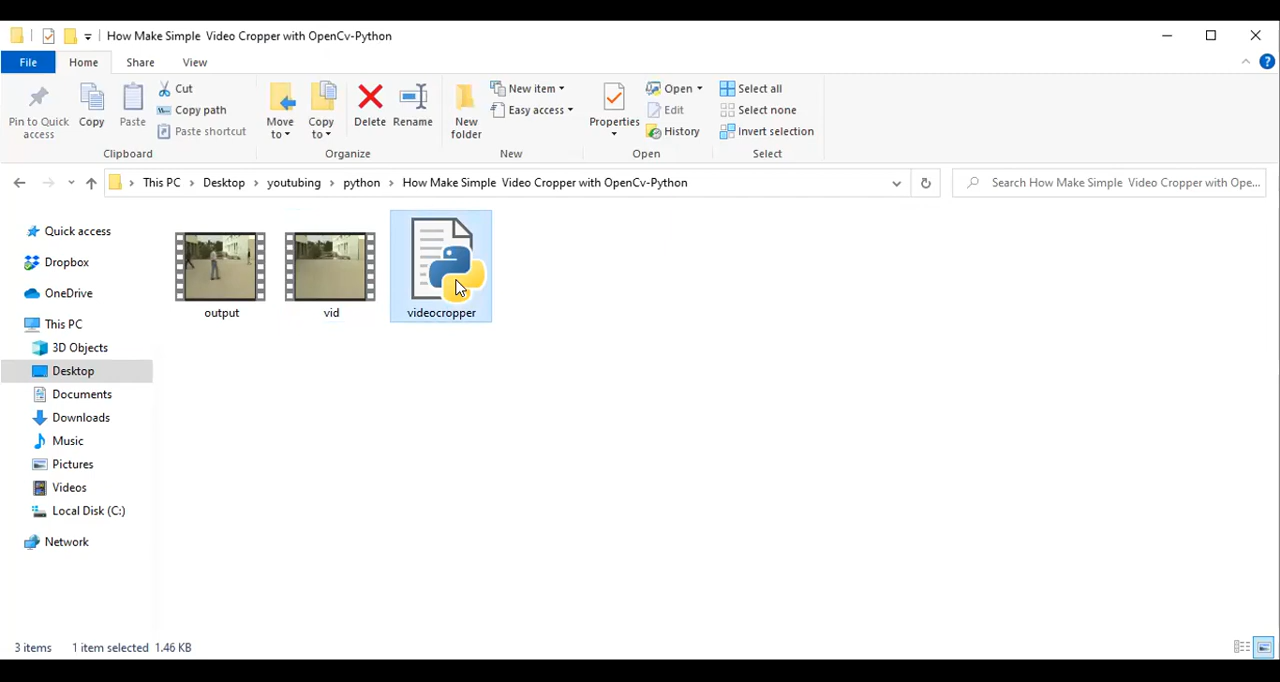 How Make Simple  Video Cropper with OpenCv-Python
File Home Share View
Pin to Quick access
Copy
Paste
Cut
Copy path
Paste shortcut
Clipboard
Move to
Copy to
Delete
Rename
Organize
New folder
New item
Easy access
New
Properties
Open
Edit
History
Open
Select all
Select none
Invert selection
Select
This PC > Desktop > youtubing > python > How Make Simple  Video Cropper with OpenCv-Python
Search How Make Simple  Video Cropper with Ope...
Quick access
Dropbox
OneDrive
This PC
3D Objects
Desktop
Documents
Downloads
Music
Pictures
Videos
Local Disk (C:)
Network
output
vid
videocropper
3 items 1 item selected 1.46 KB